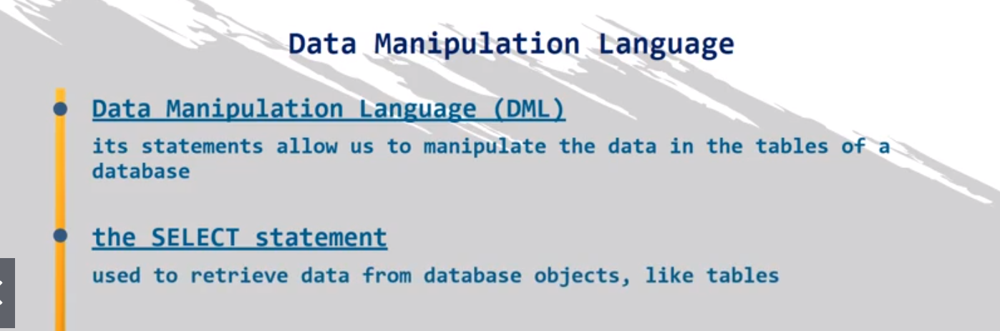 Data Manipulation Language
Data Manipulation Language (DML)
its statements allow us to manipulate the data in the tables of a
database
the SELECT statement
used to retrieve data from database objects, like tables